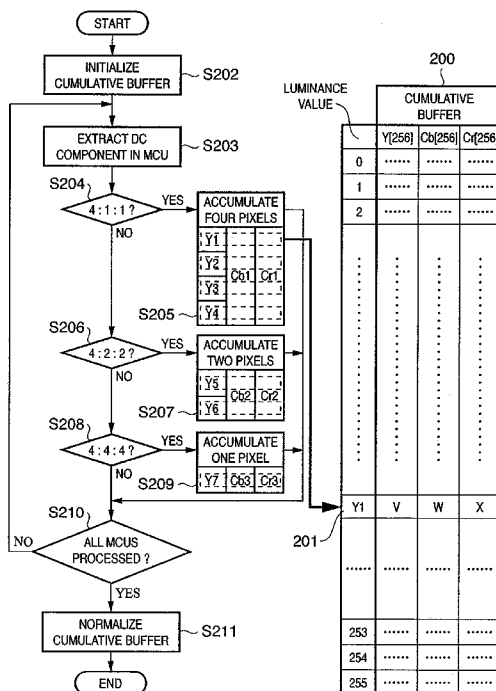 START
INITIALIZE
CUMULATIVE BUFFER
S202
EXTRACT DC
COMPONENT IN MCU
S203
S204
4:1:1?
YES
NO
ACCUMULATE
FOUR PIXELS
Y1
Y2
Y3
Y4
Cb1
Cr1
S205
S206
4:2:2?
YES
NO
ACCUMULATE
TWO PIXELS
Y5
Y6
Cb2
Cr2
S207
S208
4:4:4?
YES
NO
ACCUMULATE
ONE PIXEL
Y7
Cb3
Cr3
S209
S210
ALL MCUS
PROCESSED ?
NO
YES
NORMALIZE
CUMULATIVE BUFFER
S211
END
200
LUMINANCE
VALUE
CUMULATIVE
BUFFER
Y[256] Cb[256] Cr[256]
0 ...... ...... ......
1 ...... ...... ......
2 ...... ...... ......
Y1 V W X
201
...... ...... ...... ......
253 ...... ...... ......
254 ...... ...... ......
255 ...... ...... ......